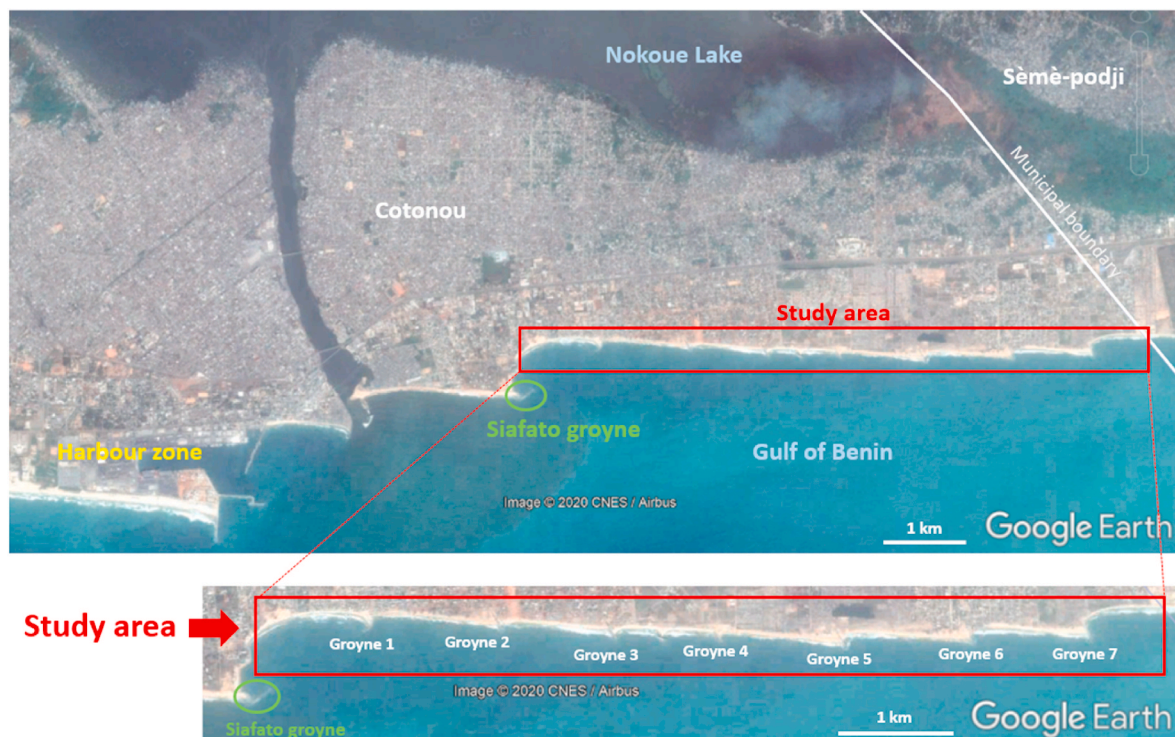 Nokoue Lake
Sèmè-podji
Municipal boundary
Cotonou
Study area
Siafato groyne
Harbour zone
Gulf of Benin
Image © 2020 CNES / Airbus
1 km
Google Earth
Study area
Groyne 1
Groyne 2
Groyne 3
Groyne 4
Groyne 5
Groyne 6
Groyne 7
Image © 2020 CNES / Airbus
Siafato groyne
1 km
Google Earth